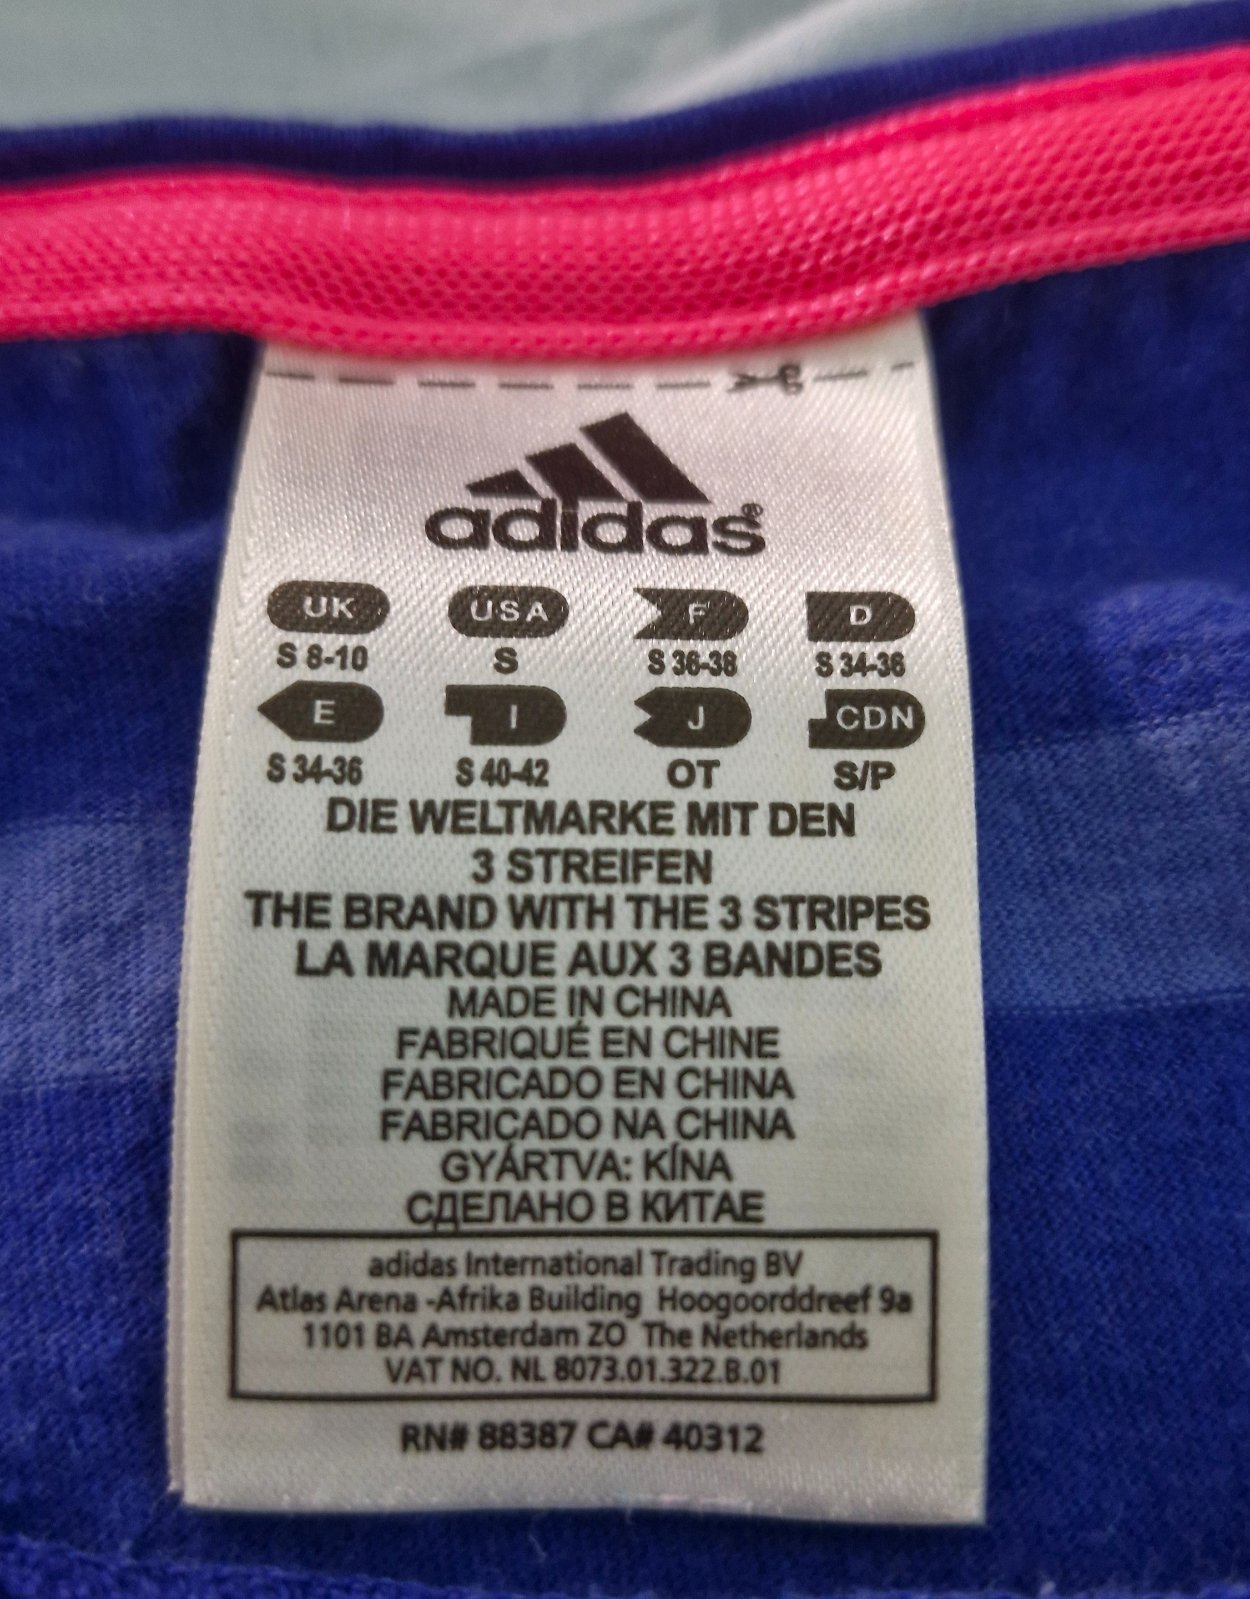 adidas®
UK USA F D
S 8-10 S S 36-38 S 34-36
E I J CDN
S 34-36 S 40-42 OT S/P
DIE WELTMARKE MIT DEN
3 STREIFEN
THE BRAND WITH THE 3 STRIPES
LA MARQUE AUX 3 BANDES
MADE IN CHINA
FABRIQUÉ EN CHINE
FABRICADO EN CHINA
FABRICADO NA CHINA
GYÁRTVA: KÍNA
СДЕЛАНО В КИТАЕ
adidas International Trading BV
Atlas Arena -Afrika Building Hoogoorddreef 9a
1101 BA Amsterdam ZO The Netherlands
VAT NO. NL 8073.01.322.B.01
RN# 88387 CA# 40312